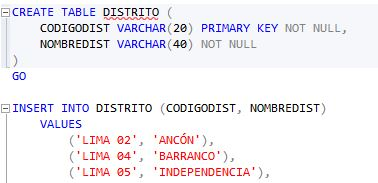 CREATE TABLE DISTRITO (
CODIGODIST VARCHAR(20) PRIMARY KEY NOT NULL,
NOMBREDIST VARCHAR(40) NOT NULL
)
GO
INSERT INTO DISTRITO (CODIGODIST, NOMBREDIST)
VALUES
('LIMA 02', 'ANCÓN'),
('LIMA 04', 'BARRANCO'),
('LIMA 05', 'INDEPENDENCIA'),